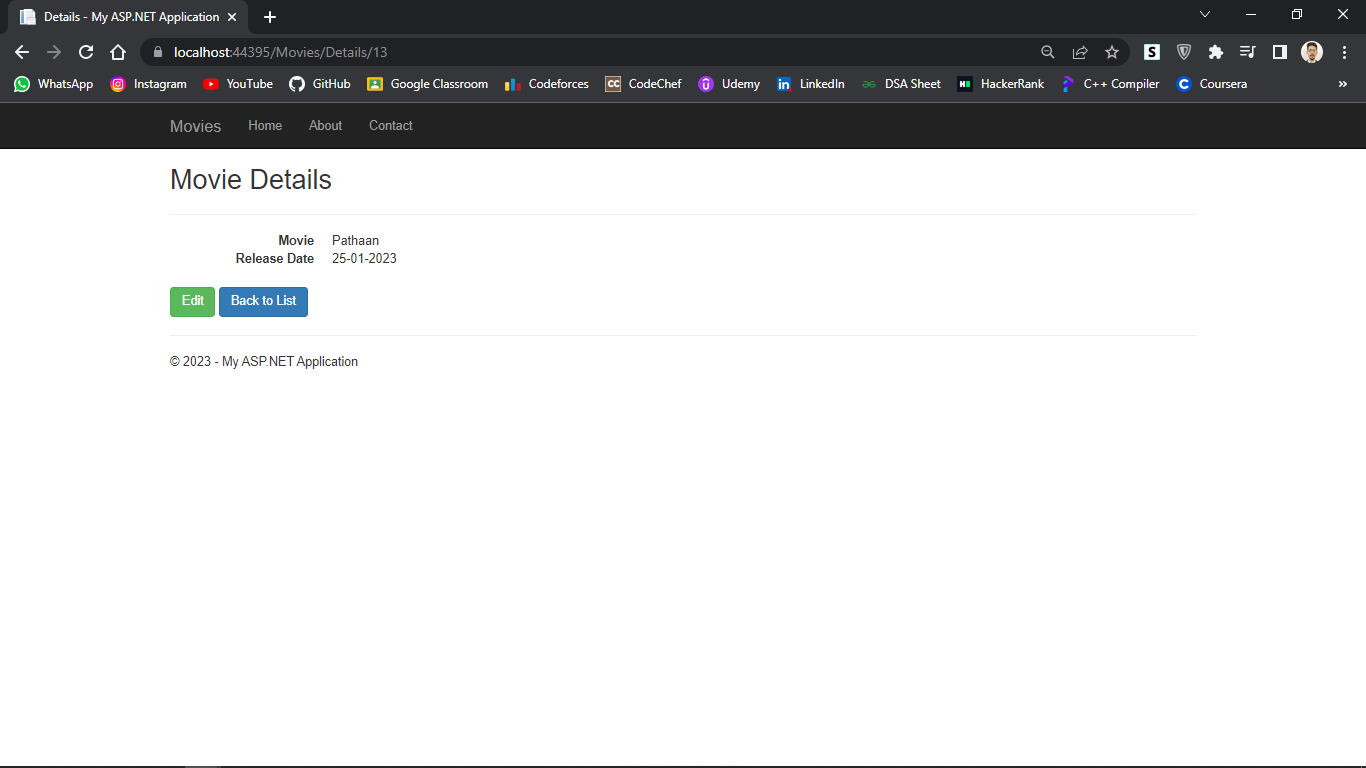 Details - My ASP.NET Application
localhost:44395/Movies/Details/13
WhatsApp Instagram YouTube GitHub Google Classroom Codeforces CC CodeChef Udemy in LinkedIn DSA Sheet HackerRank C++ Compiler Coursera »
Movies Home About Contact
Movie Details
Movie Pathaan
Release Date 25-01-2023
Edit Back to List
© 2023 - My ASP.NET Application